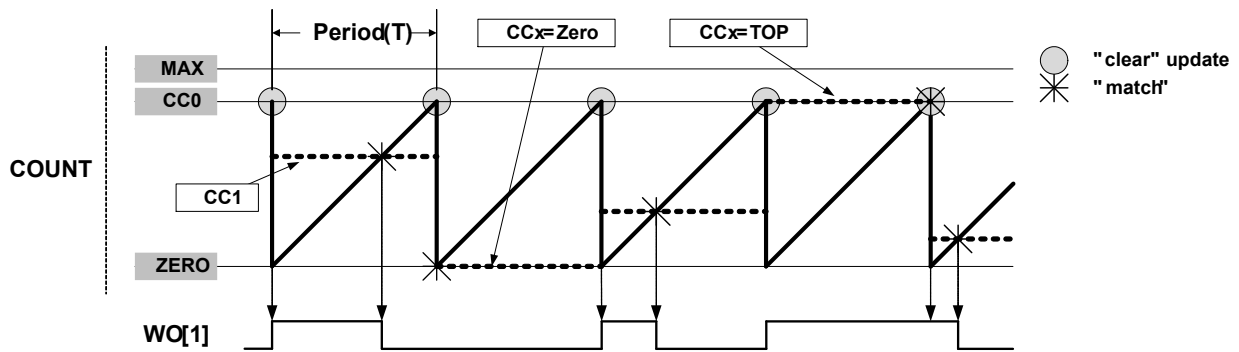 Period(T)
CCx=Zero
CCx=TOP
"clear" update
"match"
MAX
CC0
COUNT
CC1
ZERO
WO[1]